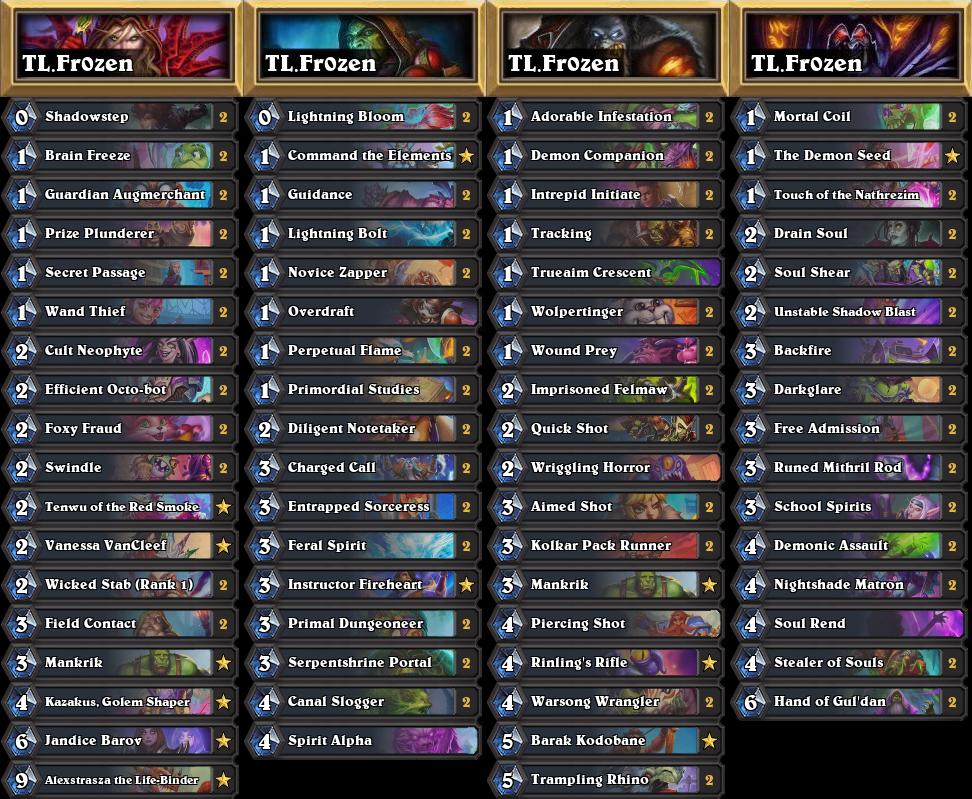 TL.Fr0zen
0 Shadowstep 2
1 Brain Freeze 2
1 Guardian Augmerchant 2
1 Prize Plunderer 2
1 Secret Passage 2
1 Wand Thief 2
2 Cult Neophyte 2
2 Efficient Octo-bot 2
2 Foxy Fraud 2
2 Swindle 2
2 Tenwu of the Red Smoke
2 Vanessa VanCleef
2 Wicked Stab (Rank 1) 2
3 Field Contact 2
3 Mankrik
4 Kazakus, Golem Shaper
6 Jandice Barov
9 Alexstrasza the Life-Binder
TL.Fr0zen
0 Lightning Bloom 2
1 Command the Elements
1 Guidance 2
1 Lightning Bolt 2
1 Novice Zapper 2
1 Overdraft
1 Perpetual Flame 2
1 Primordial Studies 2
2 Diligent Notetaker 2
3 Charged Call 2
3 Entrapped Sorceress 2
3 Feral Spirit 2
3 Instructor Fireheart
3 Primal Dungeoneer 2
3 Serpentshrine Portal 2
4 Canal Slogger 2
4 Spirit Alpha
TL.Fr0zen
1 Adorable Infestation 2
1 Demon Companion 2
1 Intrepid Initiate 2
1 Tracking 2
1 Trueaim Crescent
1 Wolpertinger 2
1 Wound Prey 2
2 Imprisoned Felmaw 2
2 Quick Shot 2
2 Wriggling Horror
3 Aimed Shot 2
3 Kolkar Pack Runner 2
3 Mankrik
4 Piercing Shot
4 Rinling's Rifle
4 Warsong Wrangler 2
5 Barak Kodobane
5 Trampling Rhino 2
TL.Fr0zen
1 Mortal Coil 2
1 The Demon Seed
1 Touch of the Nathrezim 2
2 Drain Soul 2
2 Soul Shear 2
2 Unstable Shadow Blast 2
3 Backfire 2
3 Darkglare 2
3 Free Admission 2
3 Runed Mithril Rod 2
3 School Spirits 2
4 Demonic Assault 2
4 Nightshade Matron 2
4 Soul Rend
4 Stealer of Souls 2
6 Hand of Gul'dan 2